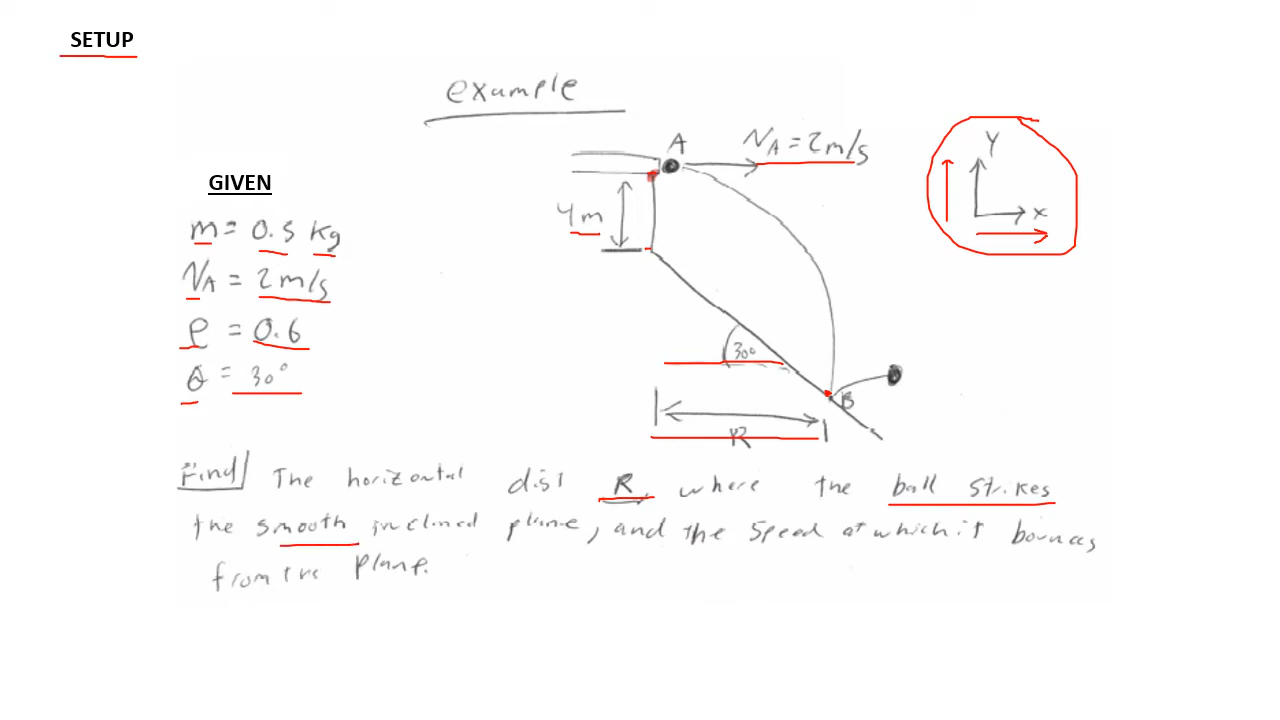 SETUP
example
A
VA = 2m/s
Y
x
GIVEN
m = 0.5 kg
VA = 2m/s
e = 0.6
θ = 30°
4m
30°
B
R
Find The horizontal dist R, where the ball strikes
the smooth inclined plane, and the speed at which it bounces
from the plane.